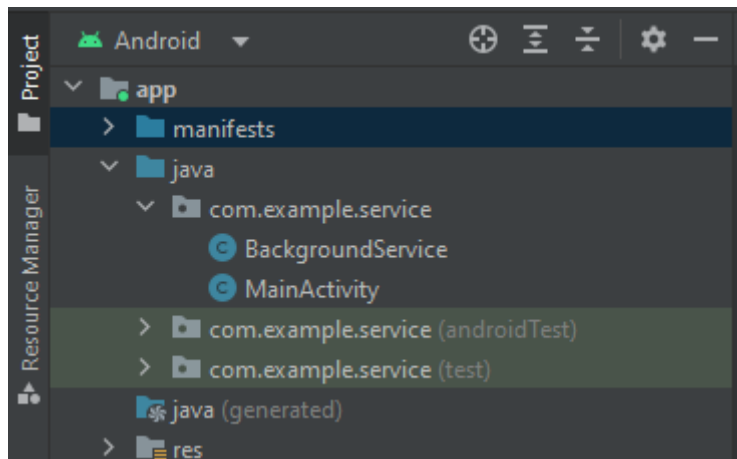 Project
Resource Manager
Android
app
manifests
java
com.example.service
C BackgroundService
C MainActivity
com.example.service (androidTest)
com.example.service (test)
java (generated)
res